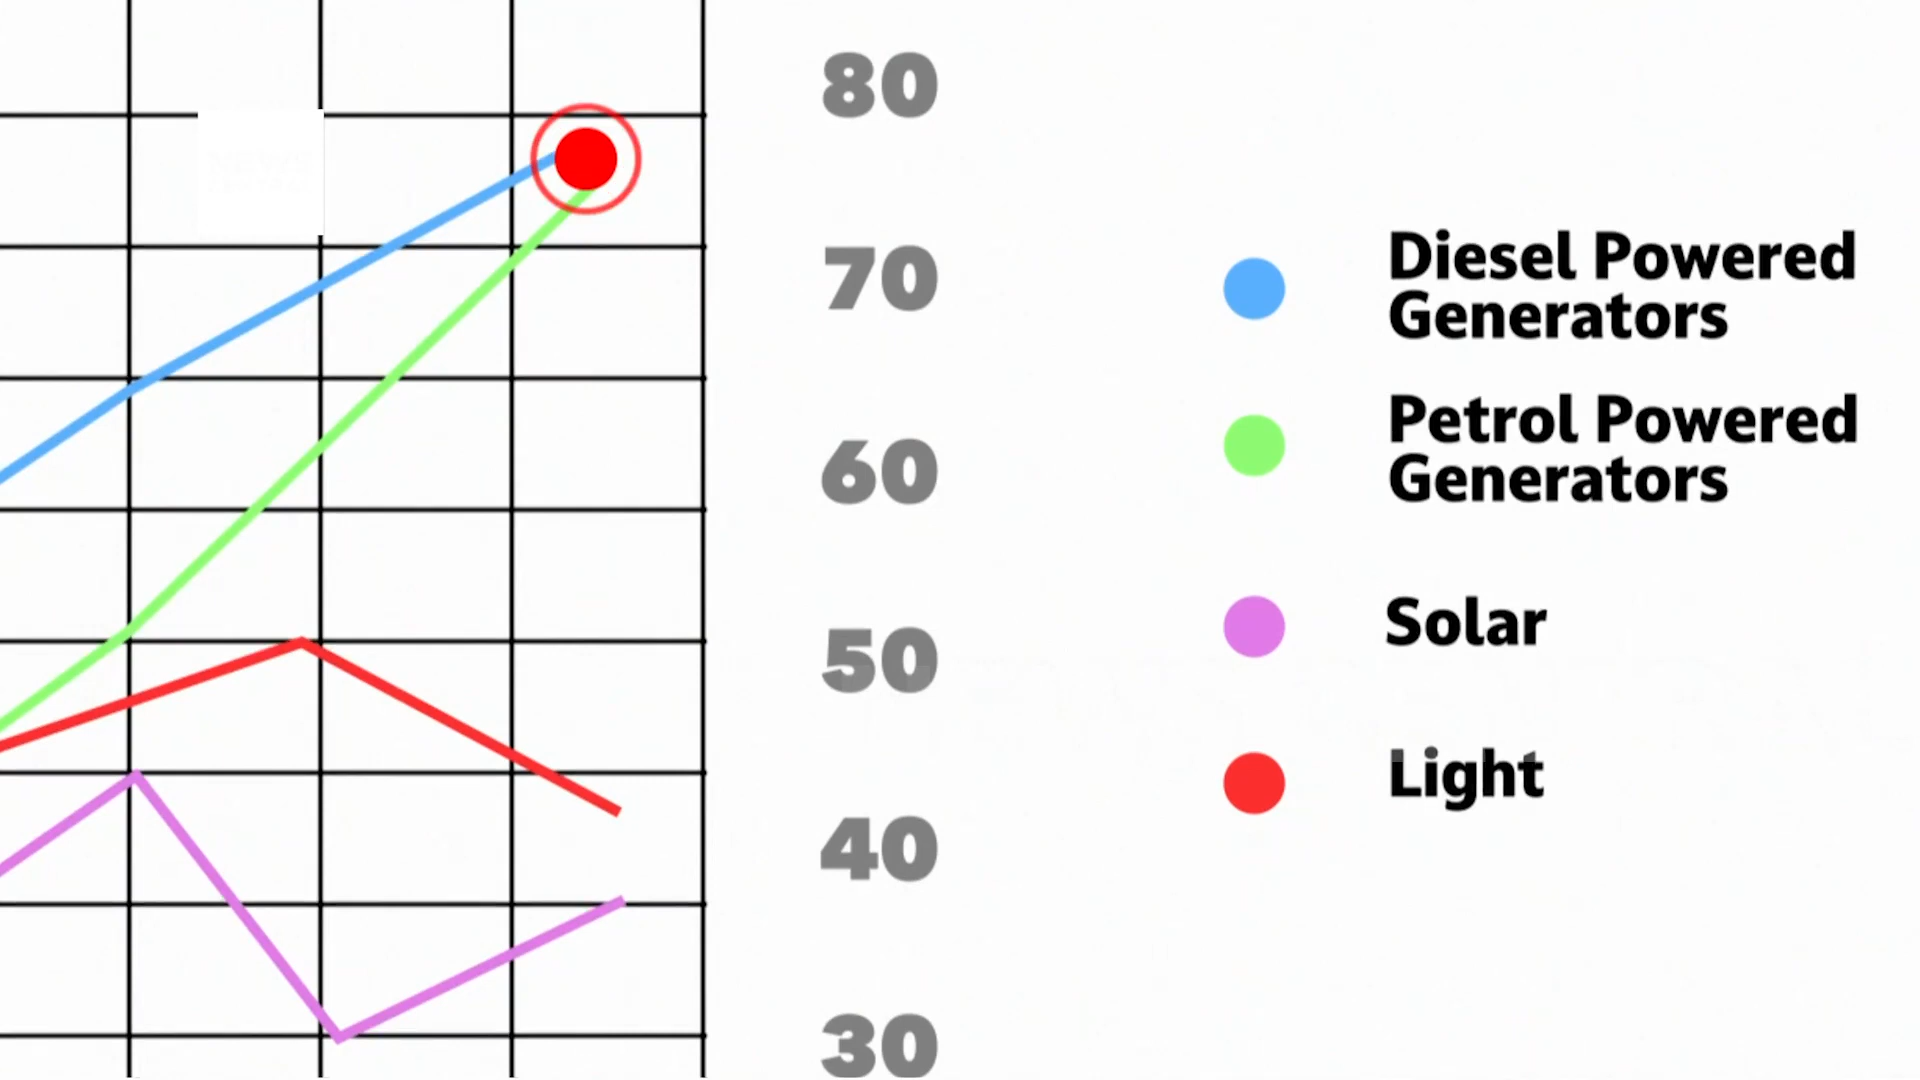 80
70
60
50
40
30
Diesel Powered
Generators
Petrol Powered
Generators
Solar
Light